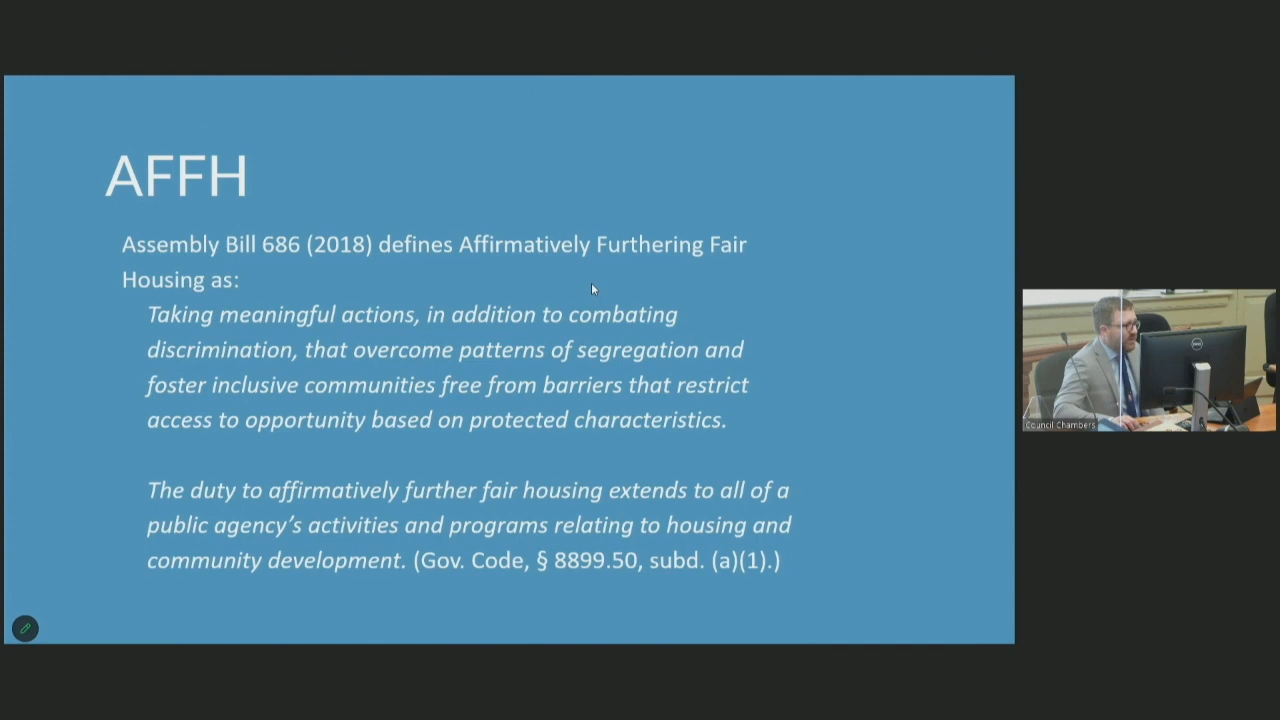 AFFH
Assembly Bill 686 (2018) defines Affirmatively Furthering Fair
Housing as:
Taking meaningful actions, in addition to combating
discrimination, that overcome patterns of segregation and
foster inclusive communities free from barriers that restrict
access to opportunity based on protected characteristics.
The duty to affirmatively further fair housing extends to all of a
public agency’s activities and programs relating to housing and
community development. (Gov. Code, § 8899.50, subd. (a)(1).)
DELL
Council Chambers